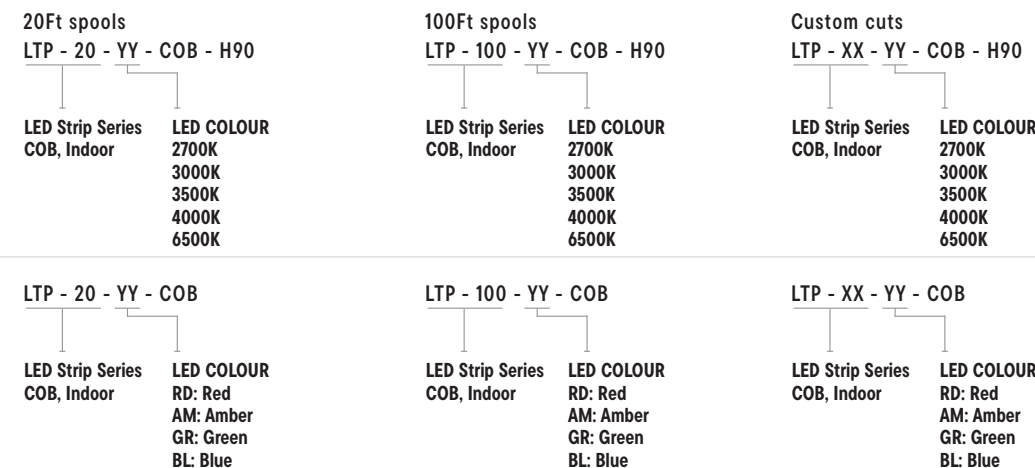 20Ft spools
LTP - 20 - YY - COB - H90
LED Strip Series
COB, Indoor
LED COLOUR
2700K
3000K
3500K
4000K
6500K
100Ft spools
LTP - 100 - YY - COB - H90
LED Strip Series
COB, Indoor
LED COLOUR
2700K
3000K
3500K
4000K
6500K
Custom cuts
LTP - XX - YY - COB - H90
LED Strip Series
COB, Indoor
LED COLOUR
2700K
3000K
3500K
4000K
6500K
LTP - 20 - YY - COB
LED Strip Series
COB, Indoor
LED COLOUR
RD: Red
AM: Amber
GR: Green
BL: Blue
LTP - 100 - YY - COB
LED Strip Series
COB, Indoor
LED COLOUR
RD: Red
AM: Amber
GR: Green
BL: Blue
LTP - XX - YY - COB
LED Strip Series
COB, Indoor
LED COLOUR
RD: Red
AM: Amber
GR: Green
BL: Blue